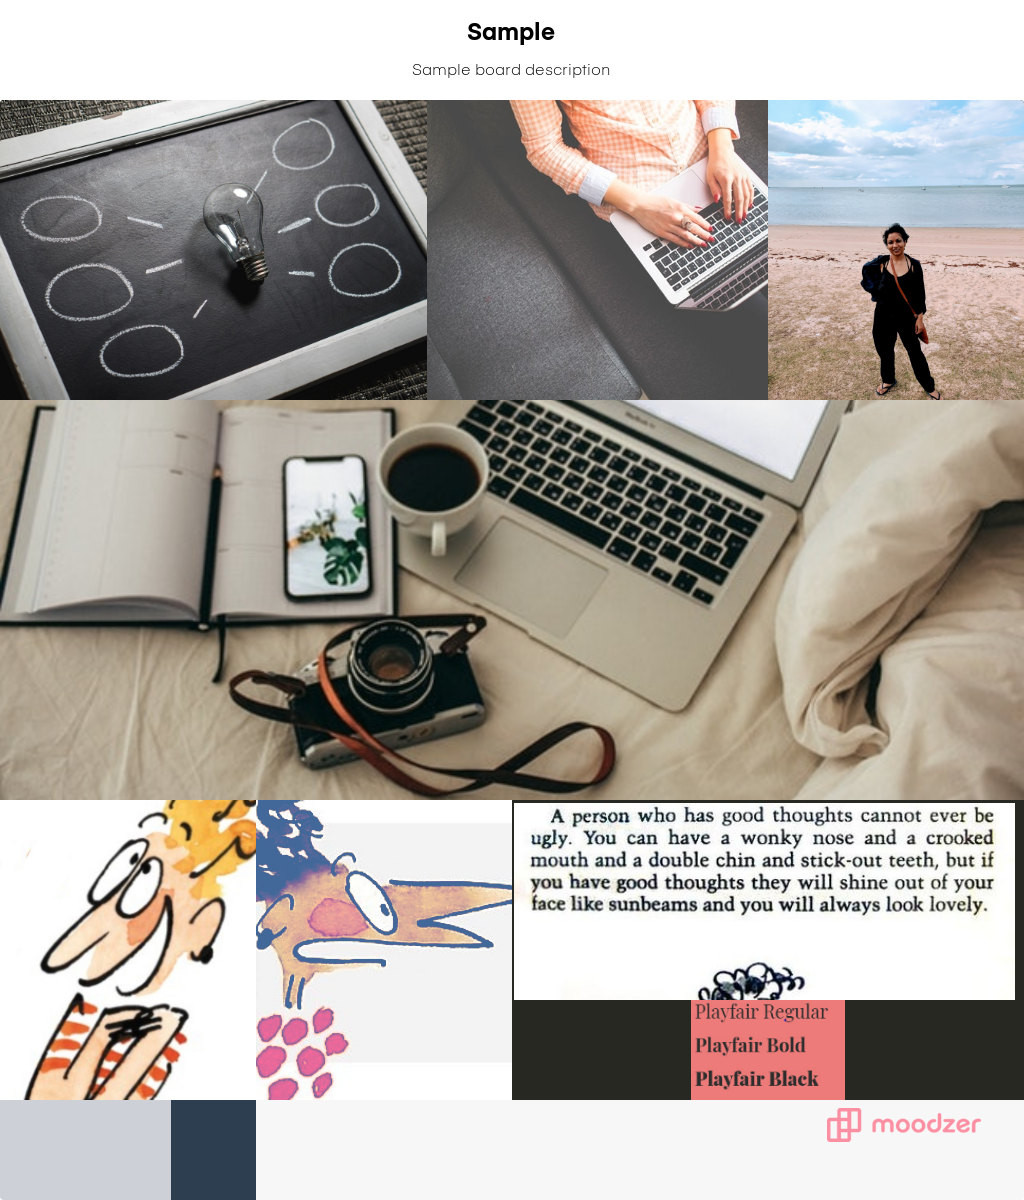 Sample
Sample board description
A person who has good thoughts cannot ever be
ugly. You can have a wonky nose and a crooked
mouth and a double chin and stick-out teeth, but if
you have good thoughts they will shine out of your
face like sunbeams and you will always look lovely.
Playfair Regular
Playfair Bold
Playfair Black
moodzer